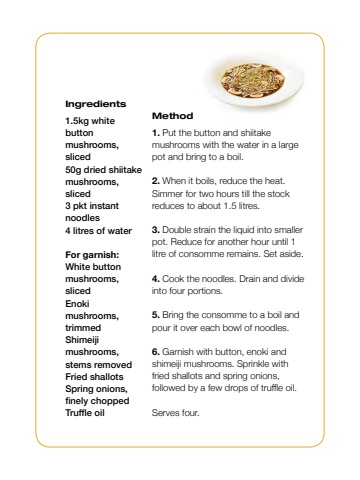 Ingredients
1.5kg white
button
mushrooms,
sliced
50g dried shiitake
mushrooms,
sliced
3 pkt instant
noodles
4 litres of water
For garnish:
White button
mushrooms,
sliced
Enoki
mushrooms,
trimmed
Shimeiji
mushrooms,
stems removed
Fried shallots
Spring onions,
finely chopped
Truffle oil
Method
1. Put the button and shiitake
mushrooms with the water in a large
pot and bring to a boil.
2. When it boils, reduce the heat.
Simmer for two hours till the stock
reduces to about 1.5 litres.
3. Double strain the liquid into smaller
pot. Reduce for another hour until 1
litre of consomme remains. Set aside.
4. Cook the noodles. Drain and divide
into four portions.
5. Bring the consomme to a boil and
pour it over each bowl of noodles.
6. Garnish with button, enoki and
shimeiji mushrooms. Sprinkle with
fried shallots and spring onions,
followed by a few drops of truffle oil.
Serves four.